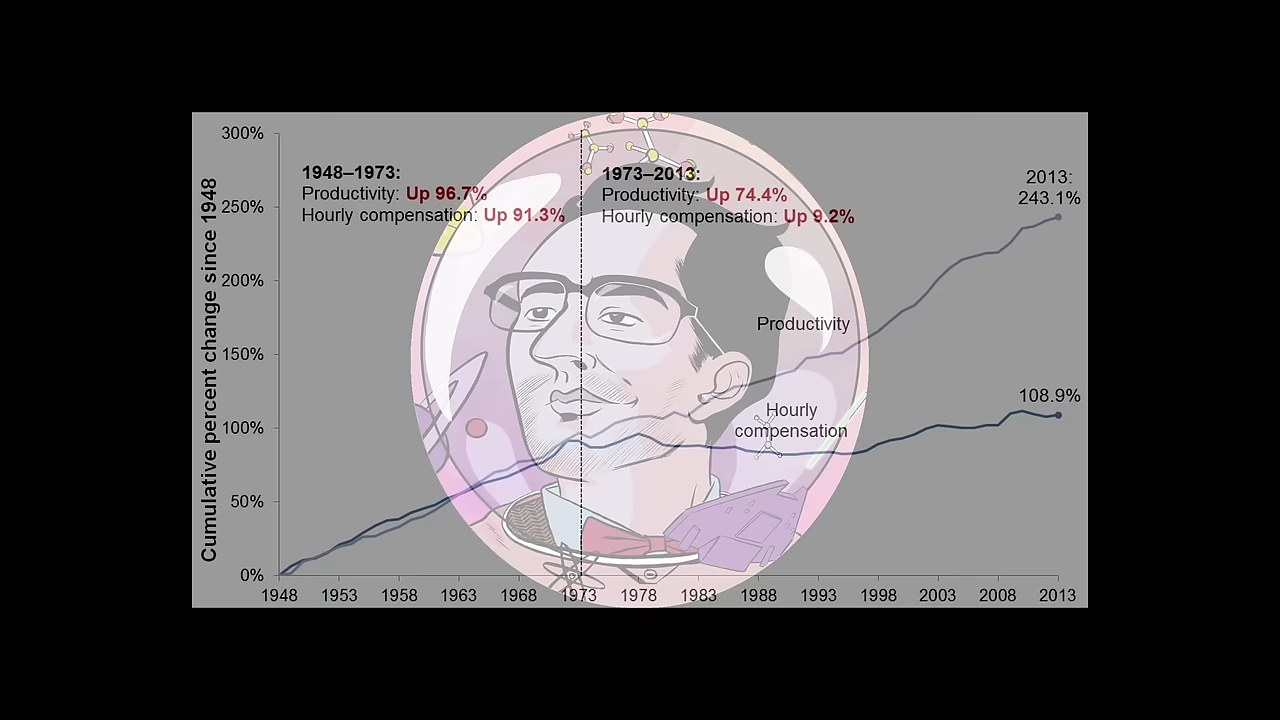 300%
250%
200%
150%
100%
50%
0%
Cumulative percent change since 1948
1948–1973:
Productivity: Up 96.7%
Hourly compensation: Up 91.3%
1973–2013:
Productivity: Up 74.4%
Hourly compensation: Up 9.2%
2013:
243.1%
Productivity
108.9%
Hourly
compensation
1948 1953 1958 1963 1968 1973 1978 1983 1988 1993 1998 2003 2008 2013